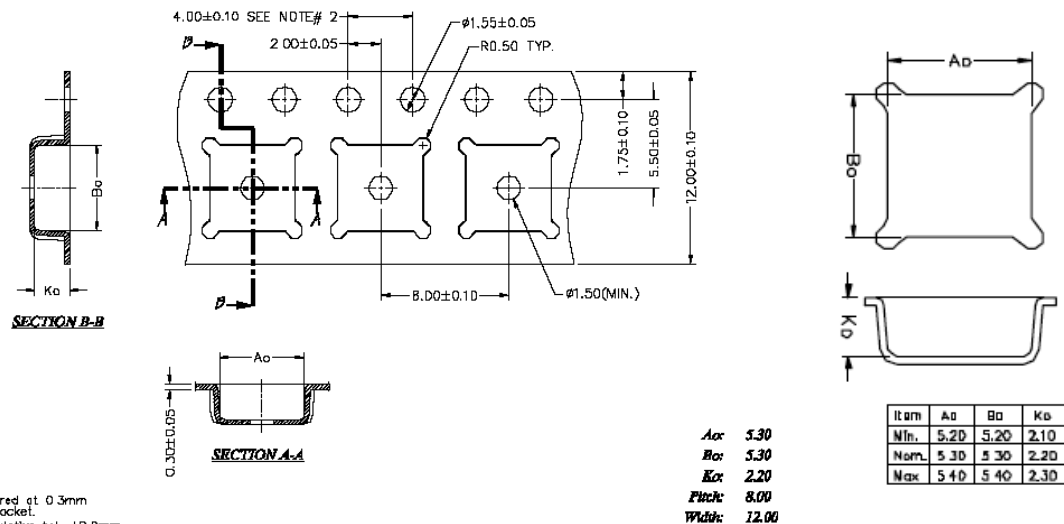 4.00±0.10 SEE NOTE# 2
2.00±0.05
ø1.55±0.05
R0.50 TYP.
B
1.75±0.10
5.50±0.05
12.00±0.10
Bo
Ko
SECTION B-B
A
A
B
8.00±0.10
ø1.50(MIN.)
Ao
0.30±0.05
SECTION A-A
Ao
Bo
Ko
Ao: 5.30
Bo: 5.30
Ko: 2.20
Pitch: 8.00
Width: 12.00
Item Ao Bo Ko
Min. 5.20 5.20 2.10
Nom. 5.30 5.30 2.20
Max 5.40 5.40 2.30
red at 0.3mm
ocket.